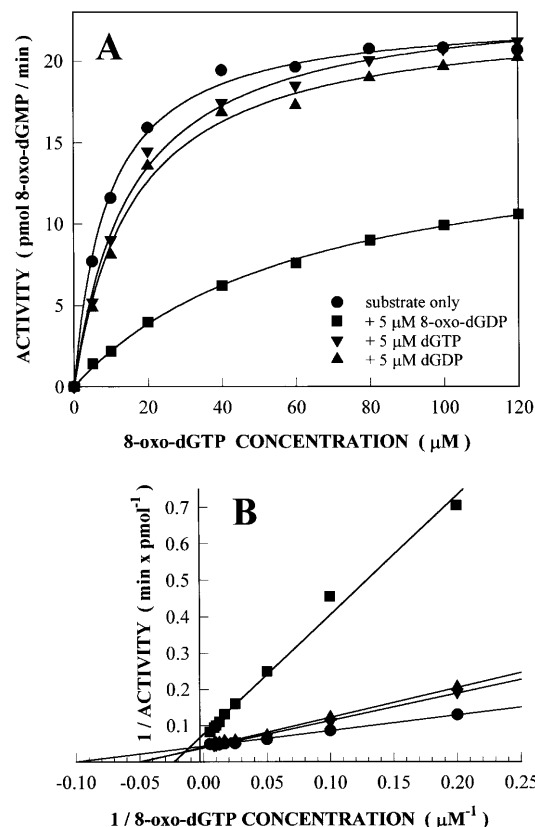 A
ACTIVITY ( pmol 8-oxo-dGMP / min )
20
15
10
5
0
substrate only
+ 5 μM 8-oxo-dGDP
+ 5 μM dGTP
+ 5 μM dGDP
0 20 40 60 80 100 120
8-oxo-dGTP CONCENTRATION ( μM )
B
1 / ACTIVITY ( min x pmol⁻¹ )
0.7
0.6
0.5
0.4
0.3
0.2
0.1
-0.10 -0.05 0.00 0.05 0.10 0.15 0.20 0.25
1 / 8-oxo-dGTP CONCENTRATION ( μM⁻¹ )